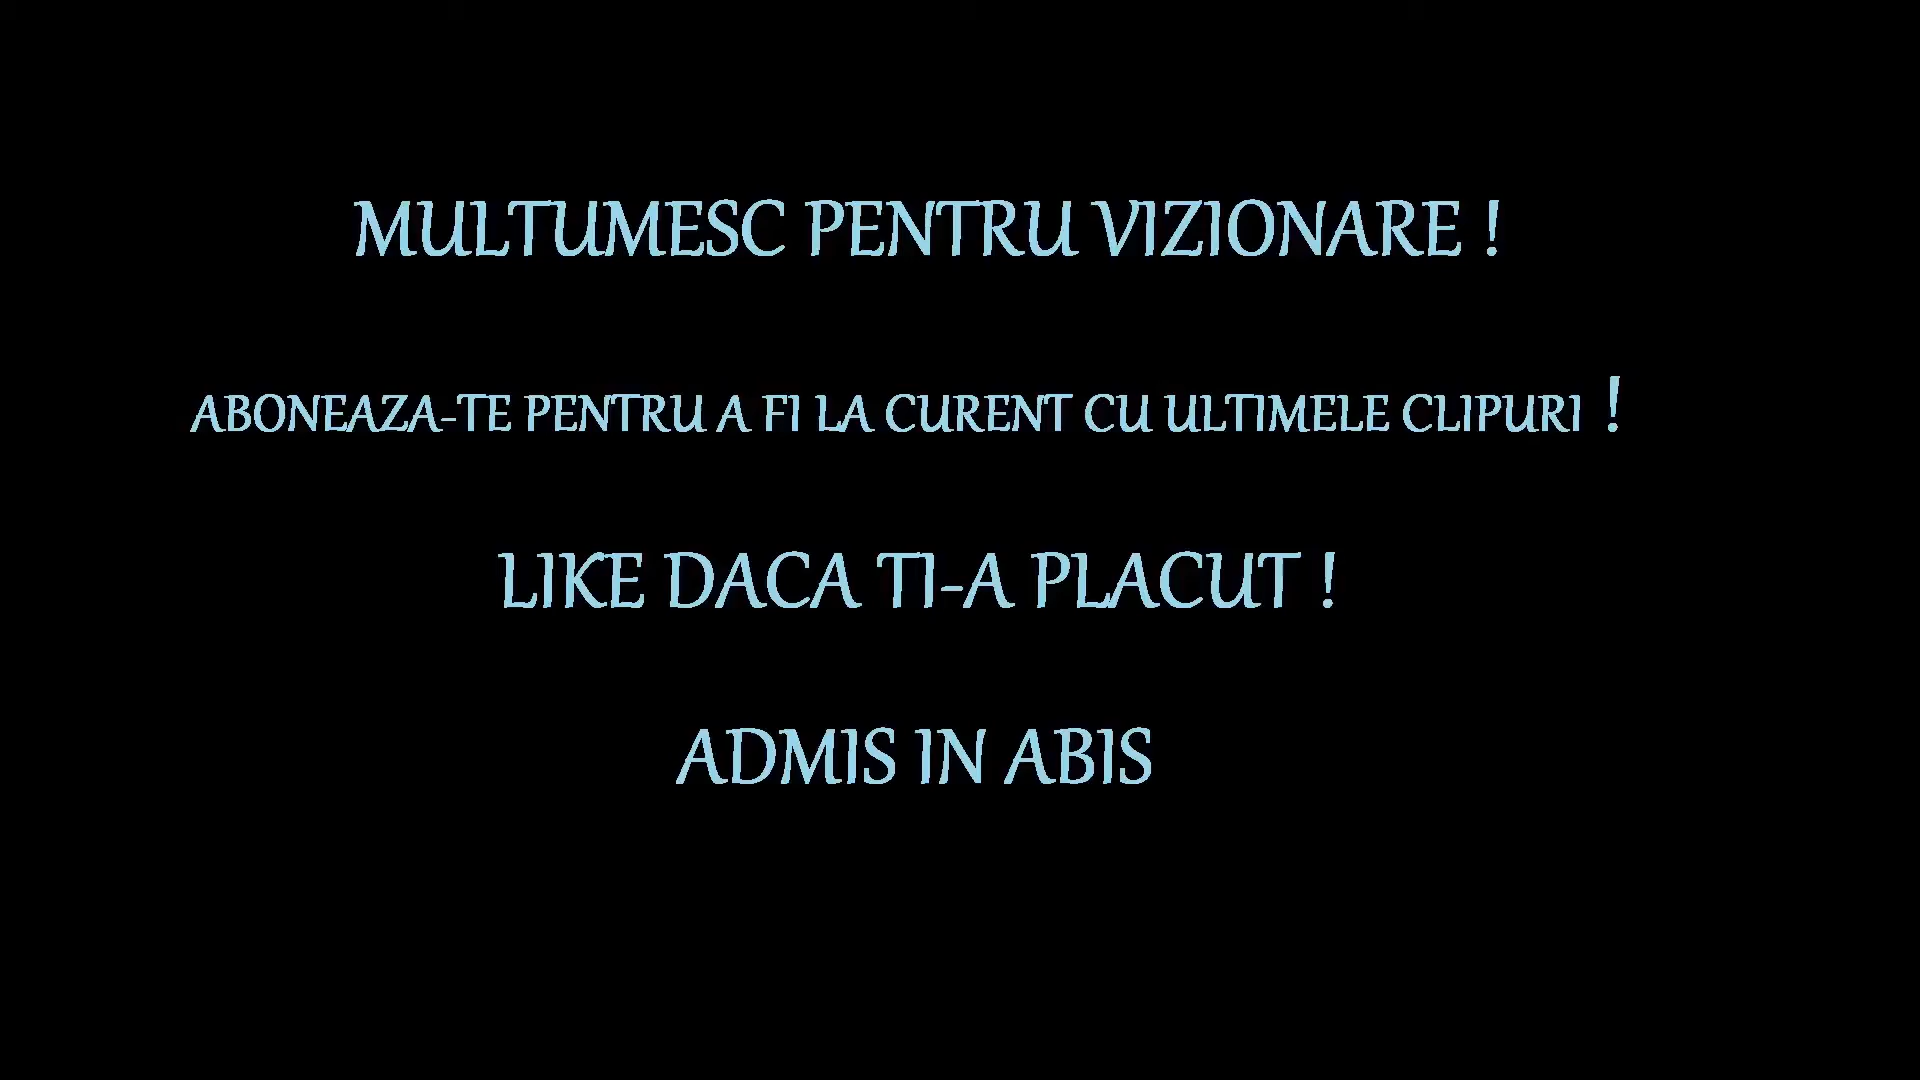 MULTUMESC PENTRU VIZIONARE !
ABONEAZA-TE PENTRU A FI LA CURENT CU ULTIMELE CLIPURI !
LIKE DACA TI-A PLACUT !
ADMIS IN ABIS